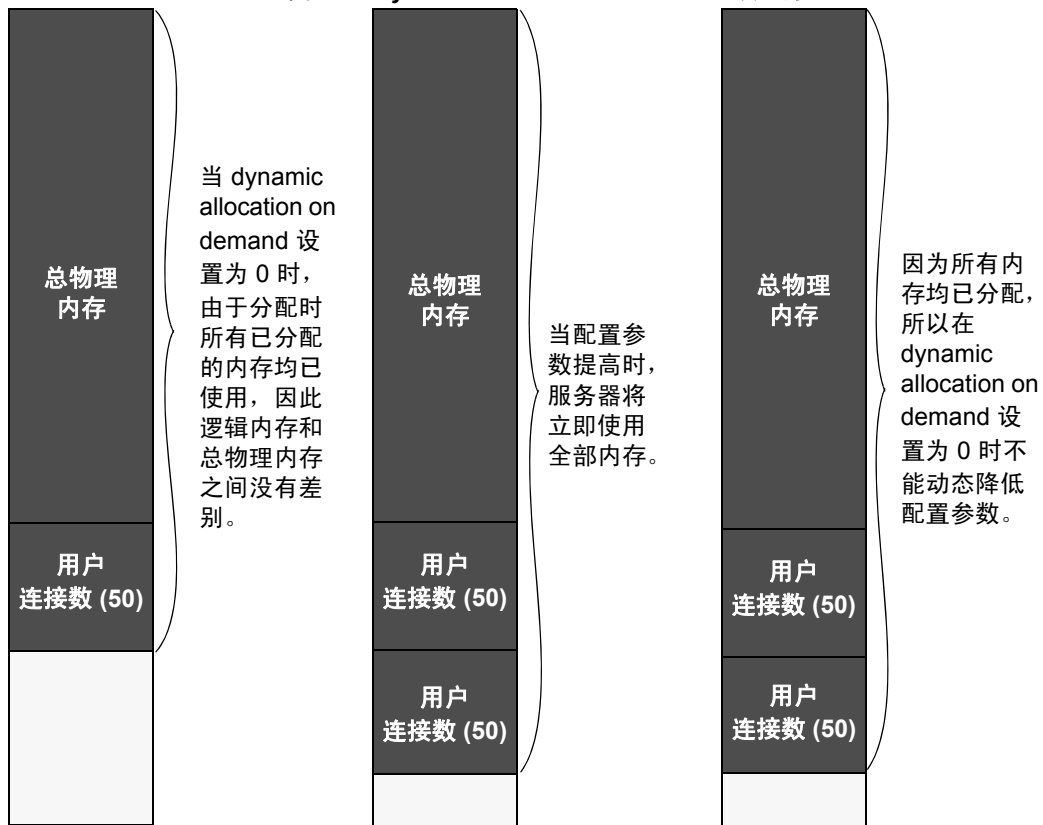 总物理
内存
用户
连接数 (50)
当 dynamic
allocation on
demand 设
置为 0 时，
由于分配时
所有已分配
的内存均已
使用，因此
逻辑内存和
总物理内存
之间没有差
别。
总物理
内存
用户
连接数 (50)
用户
连接数 (50)
当配置参
数提高时，
服务器将
立即使用
全部内存。
总物理
内存
用户
连接数 (50)
用户
连接数 (50)
因为所有内
存均已分配，
所以在
dynamic
allocation on
demand 设
置为 0 时不
能动态降低
配置参数。